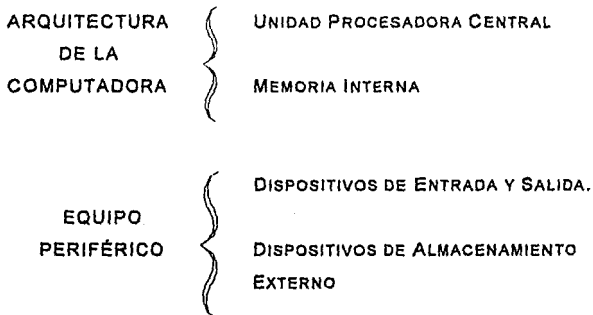 ARQUITECTURA
DE LA
COMPUTADORA
UNIDAD PROCESADORA CENTRAL
MEMORIA INTERNA
EQUIPO
PERIFÉRICO
DISPOSITIVOS DE ENTRADA Y SALIDA.
DISPOSITIVOS DE ALMACENAMIENTO
EXTERNO